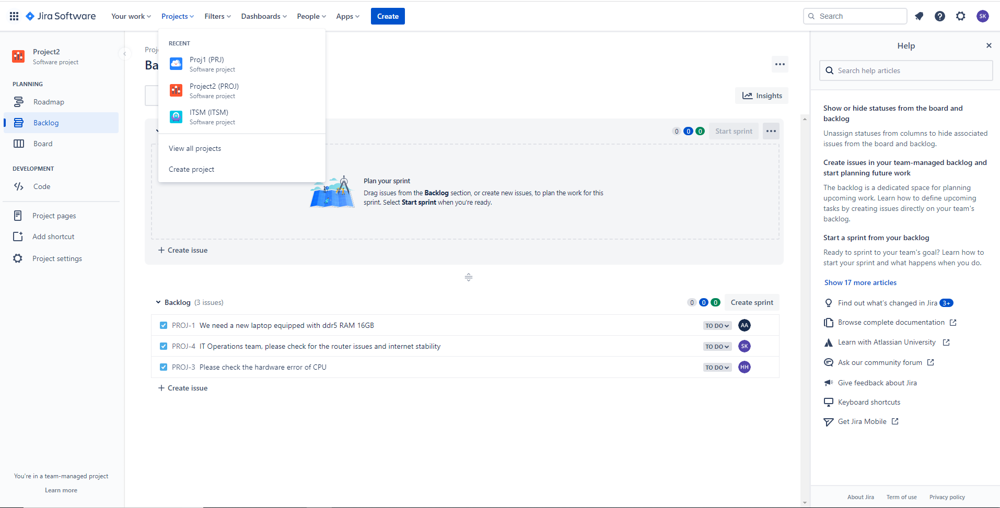 Jira Software
Your work
Projects
Filters
Dashboards
People
Apps
Create
Search
SK
Project2
Software project
PLANNING
Roadmap
Backlog
Board
DEVELOPMENT
Code
Project pages
Add shortcut
Project settings
You're in a team-managed project
Learn more
RECENT
Proj1 (PRJ)
Software project
Project2 (PROJ)
Software project
ITSM (ITSM)
Software project
View all projects
Create project
Proj
Ba
Insights
0 0 0 Start sprint
Plan your sprint
Drag issues from the Backlog section, or create new issues, to plan the work for this
sprint. Select Start sprint when you're ready.
Create issue
Backlog (3 issues)
0 0 0 Create sprint
PROJ-1 We need a new laptop equipped with ddr5 RAM 16GB TO DO AA
PROJ-4 IT Operations team, please check for the router issues and internet stability TO DO SK
PROJ-3 Please check the hardware error of CPU TO DO HH
Create issue
Help
Search help articles
Show or hide statuses from the board and
backlog
Unassign statuses from columns to hide associated
issues from the board and backlog.
Create issues in your team-managed backlog and
start planning future work
The backlog is a dedicated space for planning
upcoming work. Learn how to define upcoming
tasks by creating issues directly on your team's
backlog.
Start a sprint from your backlog
Ready to sprint to your team's goal? Learn how to
start your sprint and what happens when you do.
Show 17 more articles
Find out what's changed in Jira 3+
Browse complete documentation
Learn with Atlassian University
Ask our community forum
Give feedback about Jira
Keyboard shortcuts
Get Jira Mobile
About Jira
Term of use
Privacy policy